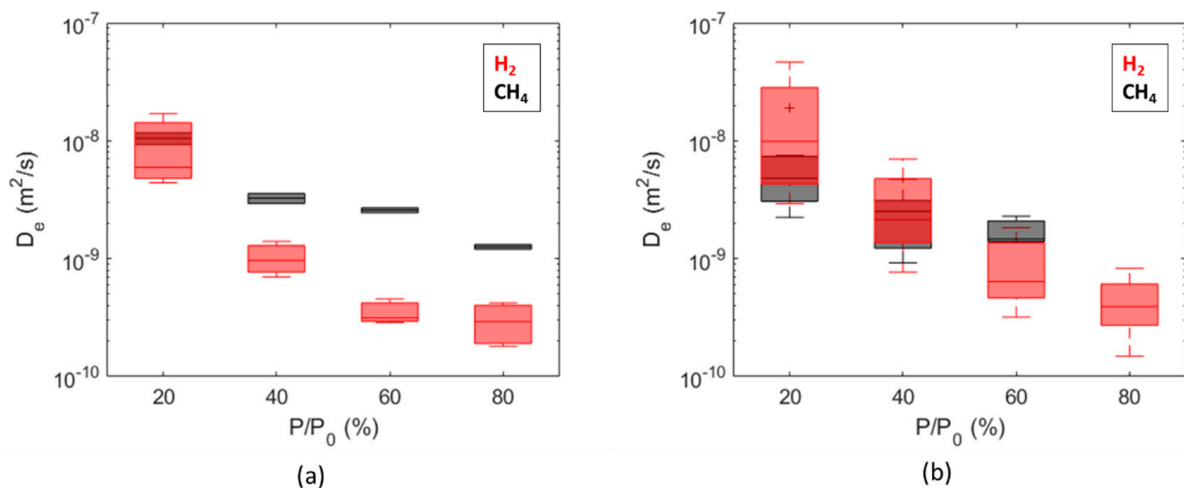 10⁻⁷
10⁻⁸
10⁻⁹
10⁻¹⁰
Dₑ (m²/s)
H₂
CH₄
20 40 60 80
P/P₀ (%)
(a)
10⁻⁷
10⁻⁸
10⁻⁹
10⁻¹⁰
Dₑ (m²/s)
H₂
CH₄
20 40 60 80
P/P₀ (%)
(b)